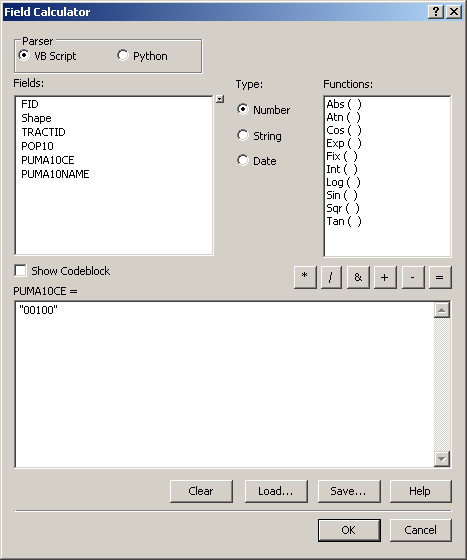 Field Calculator
Parser
VB Script Python
Fields: Type: Functions:
FID
Shape
TRACTID
POP10
PUMA10CE
PUMA10NAME
Number
String
Date
Abs ( )
Atn ( )
Cos ( )
Exp ( )
Fix ( )
Int ( )
Log ( )
Sin ( )
Sqr ( )
Tan ( )
Show Codeblock
* / & + - =
PUMA10CE =
"00100"
Clear Load... Save... Help
OK Cancel